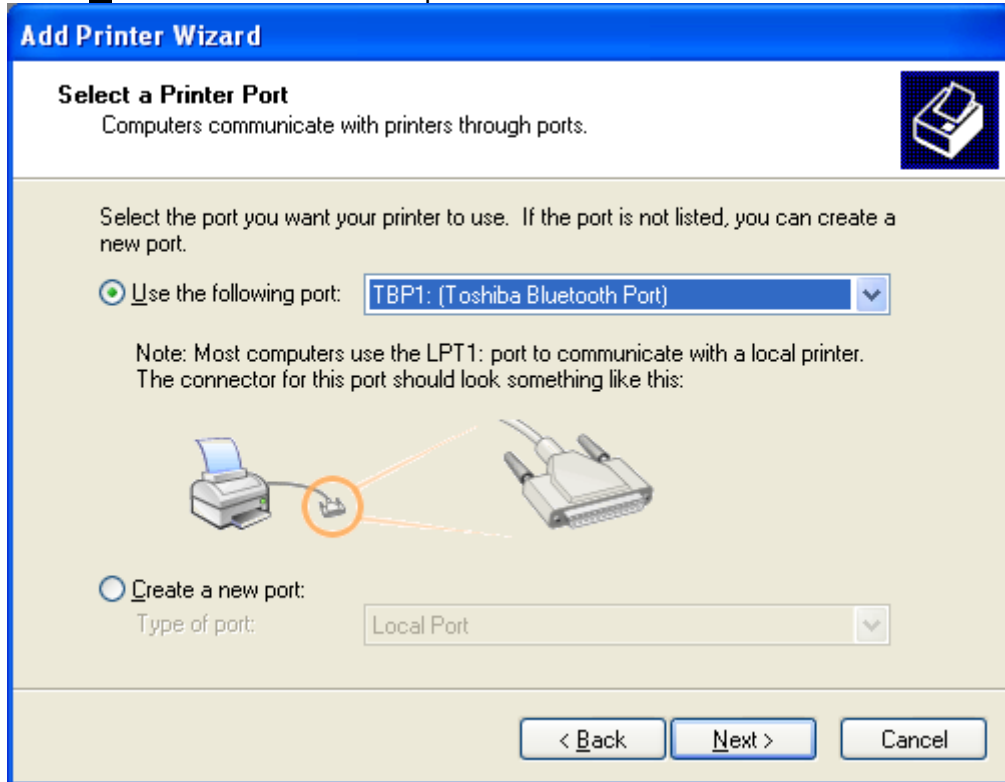 Add Printer Wizard
Select a Printer Port
Computers communicate with printers through ports.
Select the port you want your printer to use.  If the port is not listed, you can create a
new port.
Use the following port: TBP1: (Toshiba Bluetooth Port)
Note: Most computers use the LPT1: port to communicate with a local printer.
The connector for this port should look something like this:
Create a new port:
Type of port: Local Port
< Back Next > Cancel